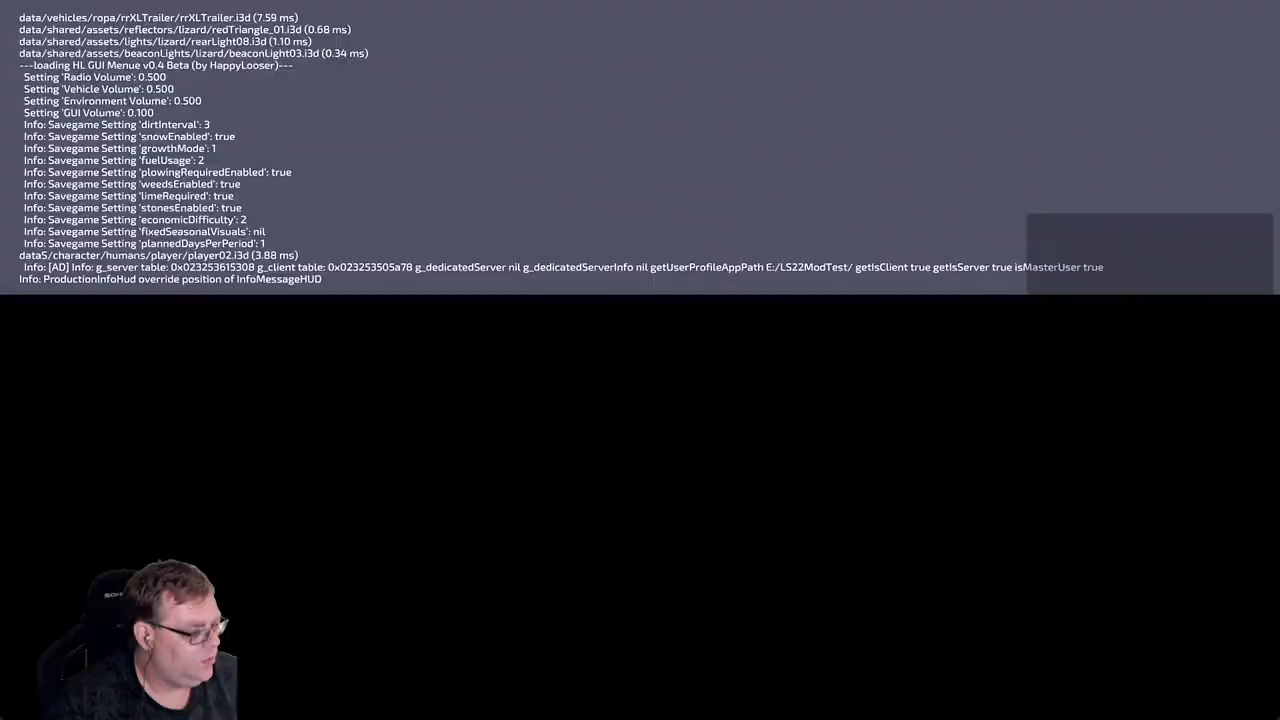 data/vehicles/ropa/rrXLTrailer/rrXLTrailer.i3d (7.59 ms)
data/shared/assets/reflectors/lizard/redTriangle_01.i3d (0.68 ms)
data/shared/assets/lights/lizard/rearLight08.i3d (1.10 ms)
data/shared/assets/beaconLights/lizard/beaconLight03.i3d (0.34 ms)
---loading HL GUI Menue v0.4 Beta (by HappyLooser)---
Setting 'Radio Volume': 0.500
Setting 'Vehicle Volume': 0.500
Setting 'Environment Volume': 0.500
Setting 'GUI Volume': 0.100
Info: Savegame Setting 'dirtInterval': 3
Info: Savegame Setting 'snowEnabled': true
Info: Savegame Setting 'growthMode': 1
Info: Savegame Setting 'fuelUsage': 2
Info: Savegame Setting 'plowingRequiredEnabled': true
Info: Savegame Setting 'weedsEnabled': true
Info: Savegame Setting 'limeRequired': true
Info: Savegame Setting 'stonesEnabled': true
Info: Savegame Setting 'economicDifficulty': 2
Info: Savegame Setting 'fixedSeasonalVisuals': nil
Info: Savegame Setting 'plannedDaysPerPeriod': 1
dataS/character/humans/player/player02.i3d (3.88 ms)
Info: [AD] Info: g_server table: 0x023253615308 g_client table: 0x023253505a78 g_dedicatedServer nil g_dedicatedServerInfo nil getUserProfileAppPath E:/LS22ModTest/ getIsClient true getIsServer true isMasterUser true
Info: ProductionInfoHud override position of InfoMessageHUD